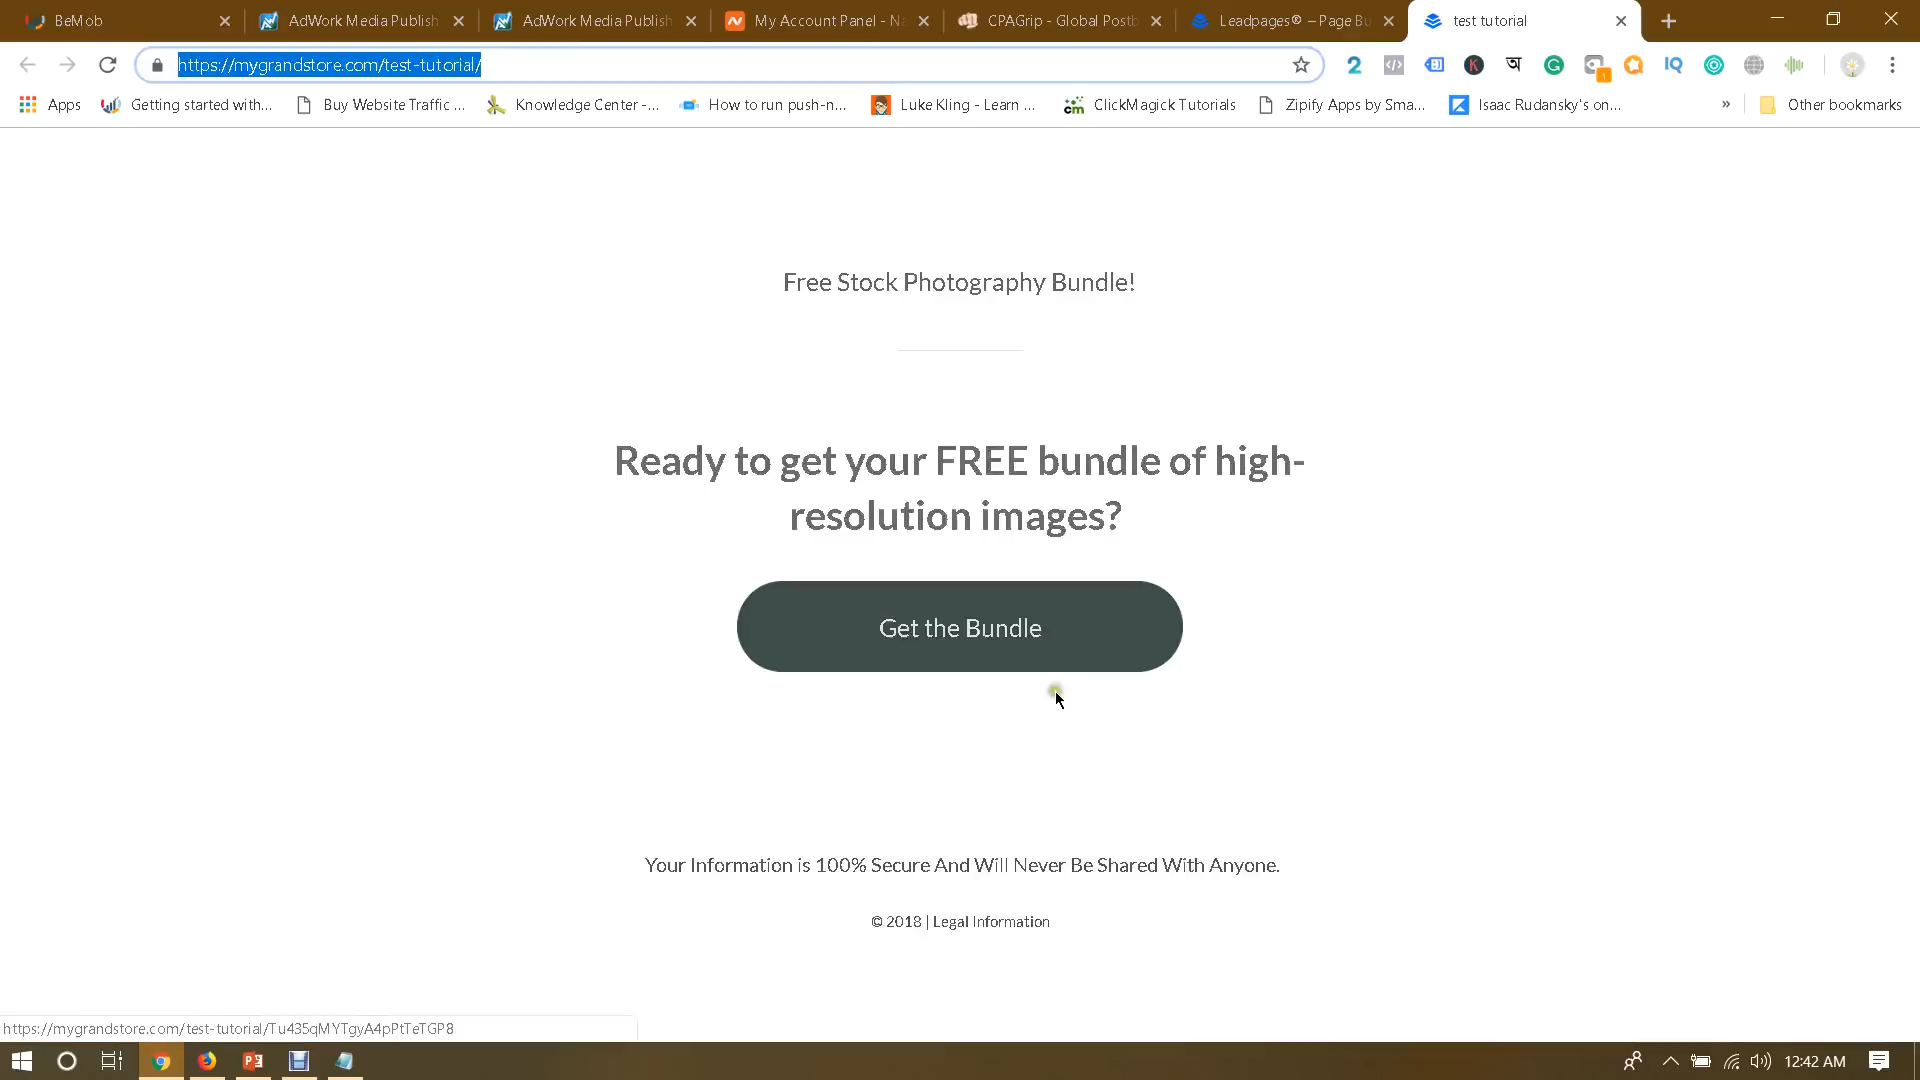 BeMob
AdWork Media Publish
AdWork Media Publish
My Account Panel - Na
CPAGrip - Global Postb
Leadpages® – Page Bu
test tutorial
https://mygrandstore.com/test-tutorial/
Apps
Getting started with...
Buy Website Traffic ...
Knowledge Center -...
How to run push-n...
Luke Kling - Learn ...
ClickMagick Tutorials
Zipify Apps by Sma...
Isaac Rudansky's on...
»
Other bookmarks
Free Stock Photography Bundle!
Ready to get your FREE bundle of high-
resolution images?
Get the Bundle
Your Information is 100% Secure And Will Never Be Shared With Anyone.
© 2018 | Legal Information
https://mygrandstore.com/test-tutorial/Tu435qMYTgyA4pPtTeTGP8
12:42 AM